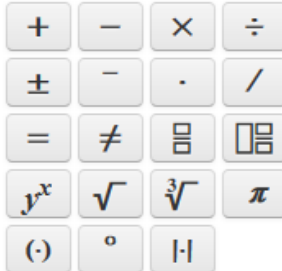 + − × ÷
± − · /
= ≠ □/□ □□/□
yˣ √ ∛ π
(·) ° |·|